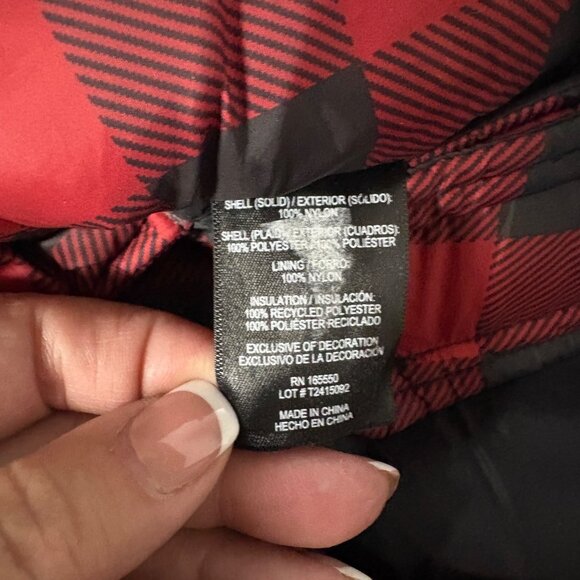 SHELL (SOLID) / EXTERIOR (SÓLIDO):
100% NYLON
SHELL (PLAID) / EXTERIOR (CUADROS):
100% POLYESTER / 100% POLIÉSTER
LINING / FORRO:
100% NYLON
INSULATION / INSULACIÓN:
100% RECYCLED POLYESTER
100% POLIÉSTER RECICLADO
EXCLUSIVE OF DECORATION
EXCLUSIVO DE LA DECORACIÓN
RN 165550
LOT # T2415092
MADE IN CHINA
HECHO EN CHINA